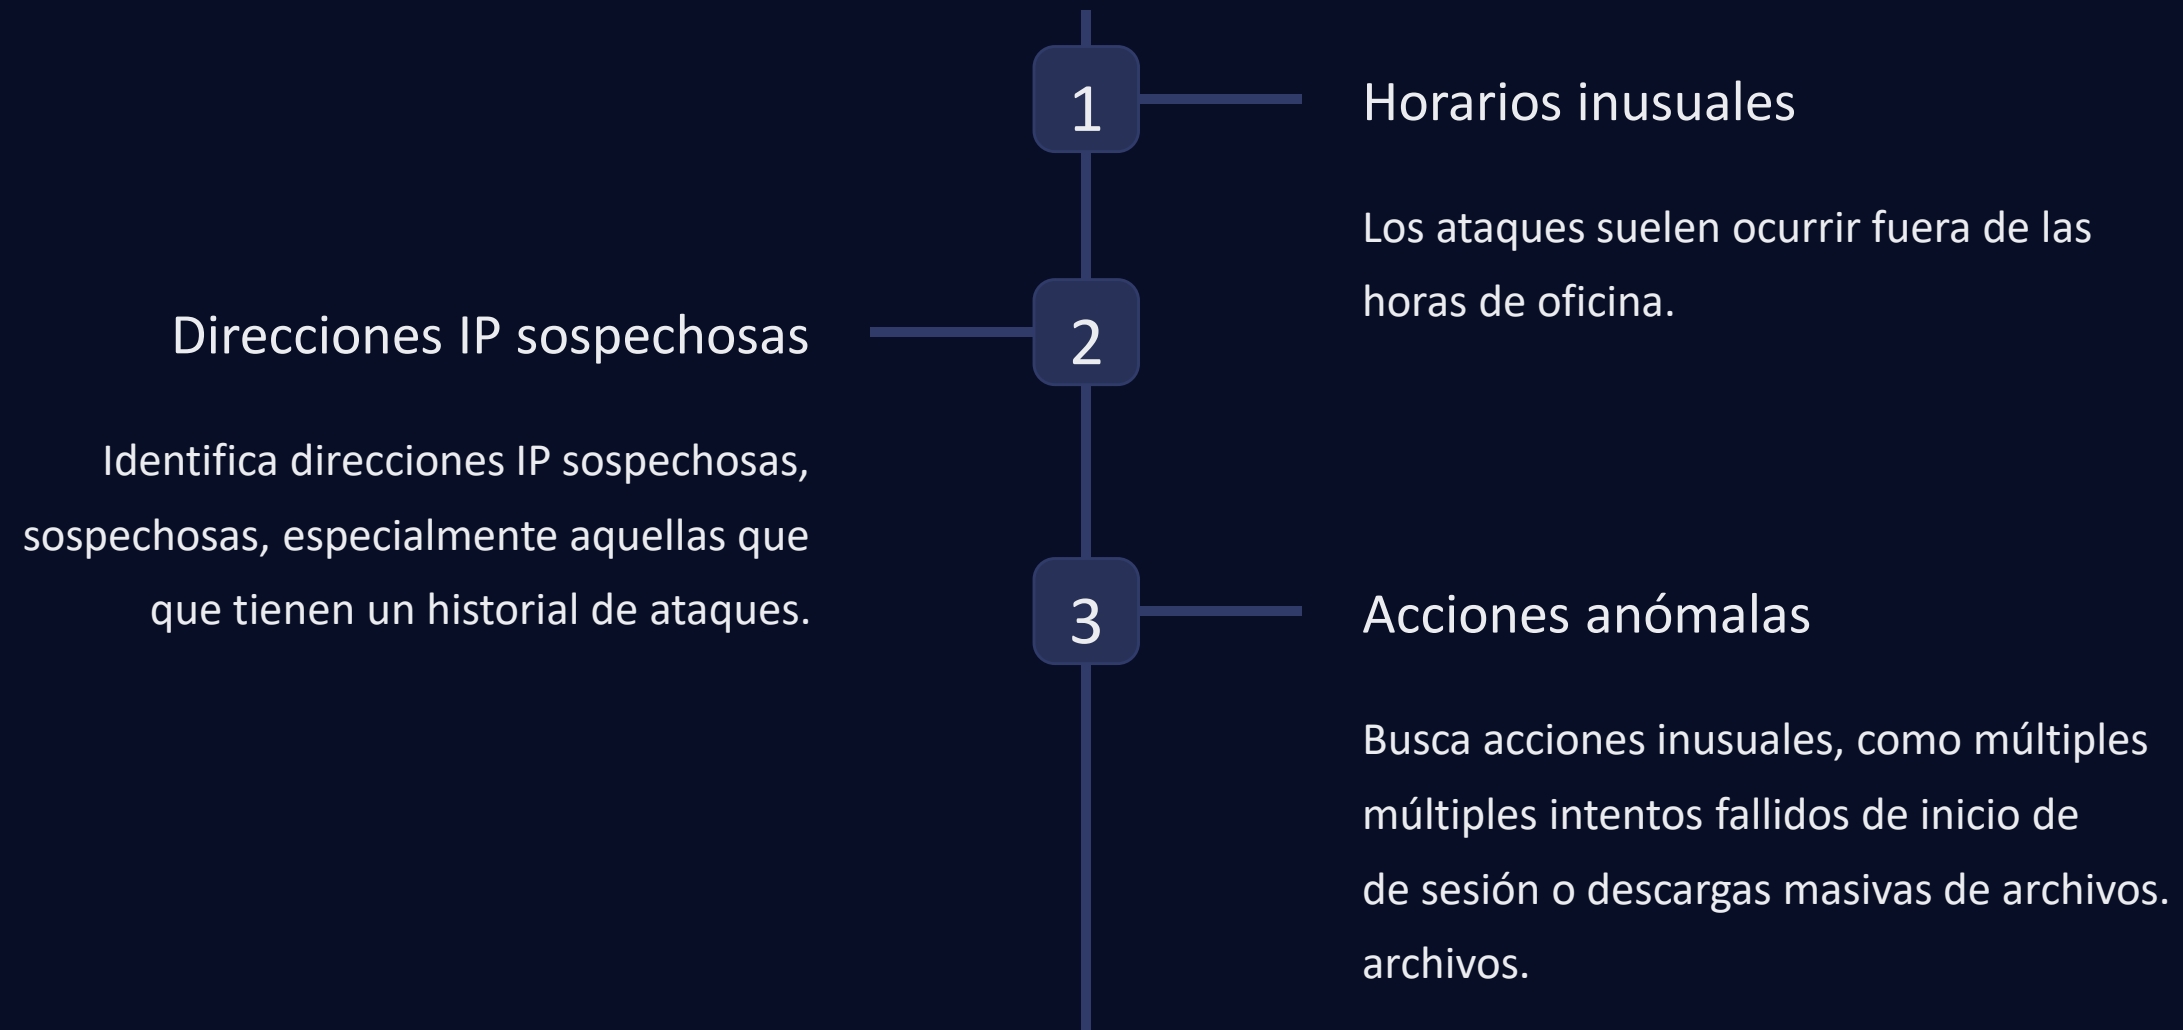 1
Horarios inusuales
Los ataques suelen ocurrir fuera de las
horas de oficina.
2
Direcciones IP sospechosas
Identifica direcciones IP sospechosas,
sospechosas, especialmente aquellas que
que tienen un historial de ataques.
3
Acciones anómalas
Busca acciones inusuales, como múltiples
múltiples intentos fallidos de inicio de
de sesión o descargas masivas de archivos.
archivos.